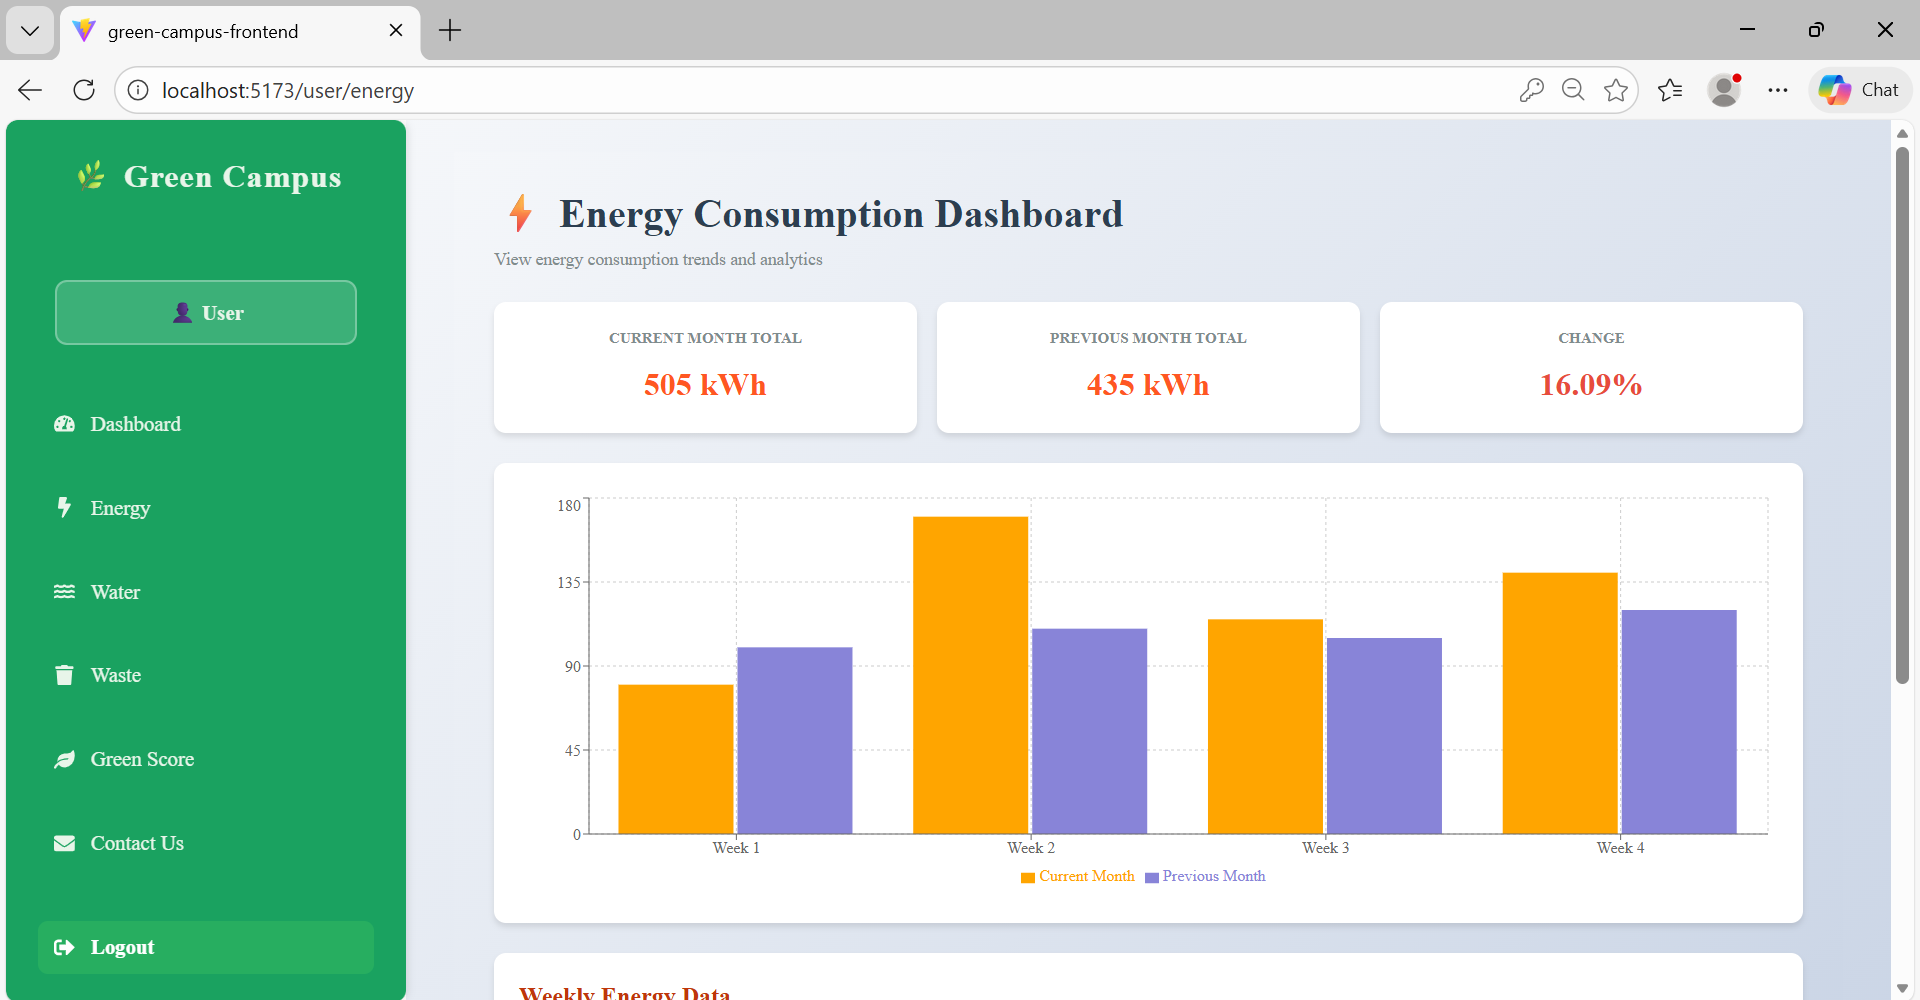 green-campus-frontend
localhost:5173/user/energy
Chat
Green Campus
User
Dashboard
Energy
Water
Waste
Green Score
Contact Us
Logout
Energy Consumption Dashboard
View energy consumption trends and analytics
CURRENT MONTH TOTAL
505 kWh
PREVIOUS MONTH TOTAL
435 kWh
CHANGE
16.09%
180
135
90
45
0
Week 1 Week 2 Week 3 Week 4
Current Month Previous Month
Weekly Energy Data